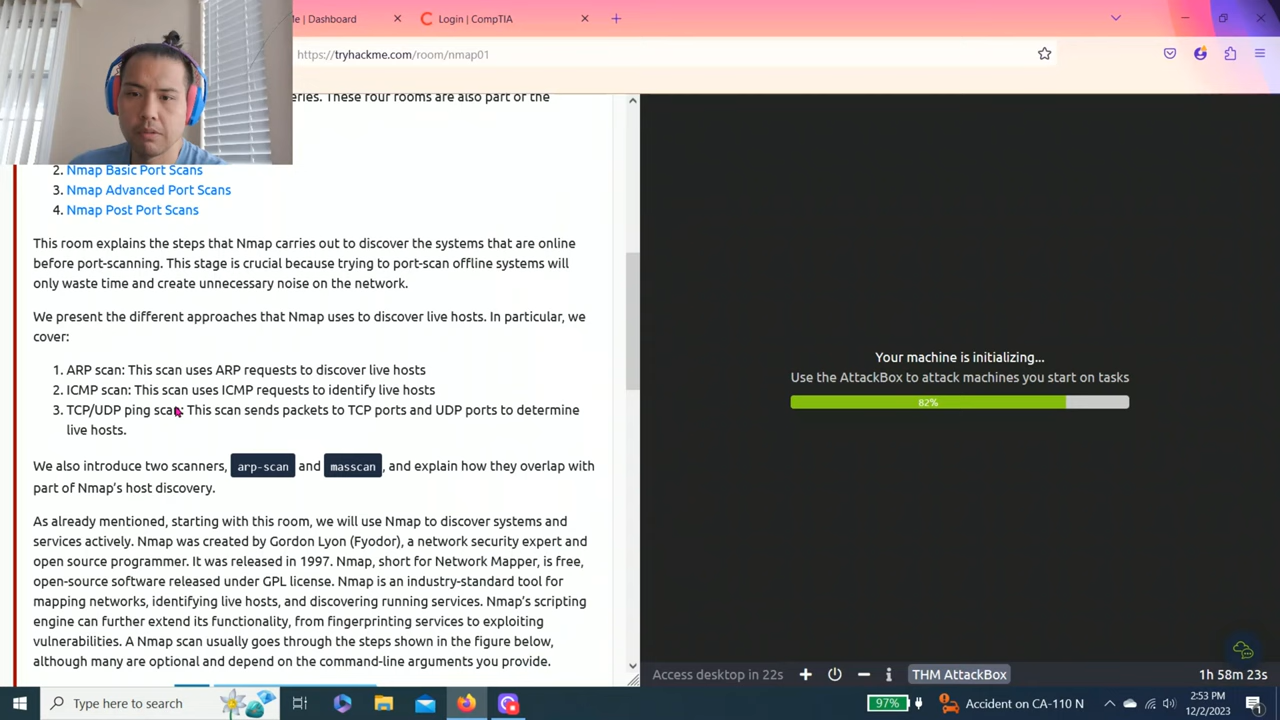 Me | Dashboard
Login | CompTIA
https://tryhackme.com/room/nmap01
eries. These four rooms are also part of the
2. Nmap Basic Port Scans
3. Nmap Advanced Port Scans
4. Nmap Post Port Scans
This room explains the steps that Nmap carries out to discover the systems that are online
before port-scanning. This stage is crucial because trying to port-scan offline systems will
only waste time and create unnecessary noise on the network.
We present the different approaches that Nmap uses to discover live hosts. In particular, we
cover:
1. ARP scan: This scan uses ARP requests to discover live hosts
2. ICMP scan: This scan uses ICMP requests to identify live hosts
3. TCP/UDP ping scan: This scan sends packets to TCP ports and UDP ports to determine
live hosts.
We also introduce two scanners, arp-scan and masscan, and explain how they overlap with
part of Nmap's host discovery.
As already mentioned, starting with this room, we will use Nmap to discover systems and
services actively. Nmap was created by Gordon Lyon (Fyodor), a network security expert and
open source programmer. It was released in 1997. Nmap, short for Network Mapper, is free,
open-source software released under GPL license. Nmap is an industry-standard tool for
mapping networks, identifying live hosts, and discovering running services. Nmap's scripting
engine can further extend its functionality, from fingerprinting services to exploiting
vulnerabilities. A Nmap scan usually goes through the steps shown in the figure below,
although many are optional and depend on the command-line arguments you provide.
Your machine is initializing...
Use the AttackBox to attack machines you start on tasks
82%
Access desktop in 22s
THM AttackBox
1h 58m 23s
Type here to search
97%
Accident on CA-110 N
2:53 PM
12/2/2023